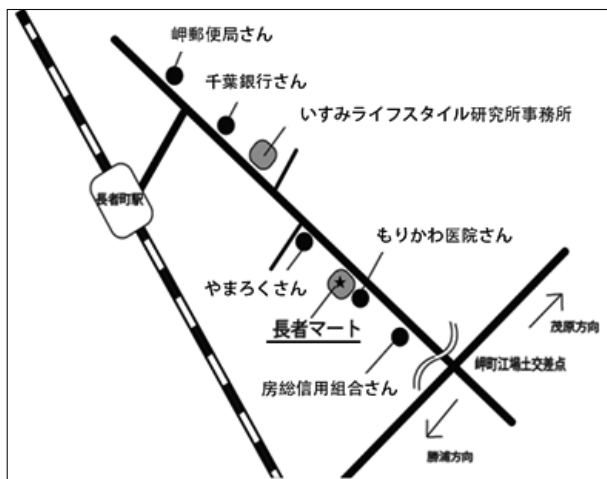 岬郵便局さん
千葉銀行さん
いすみライフスタイル研究所事務所
長者町駅
もりかわ医院さん
やまろくさん
長者マート
茂原方向
岬町江場土交差点
房総信用組合さん
勝浦方向